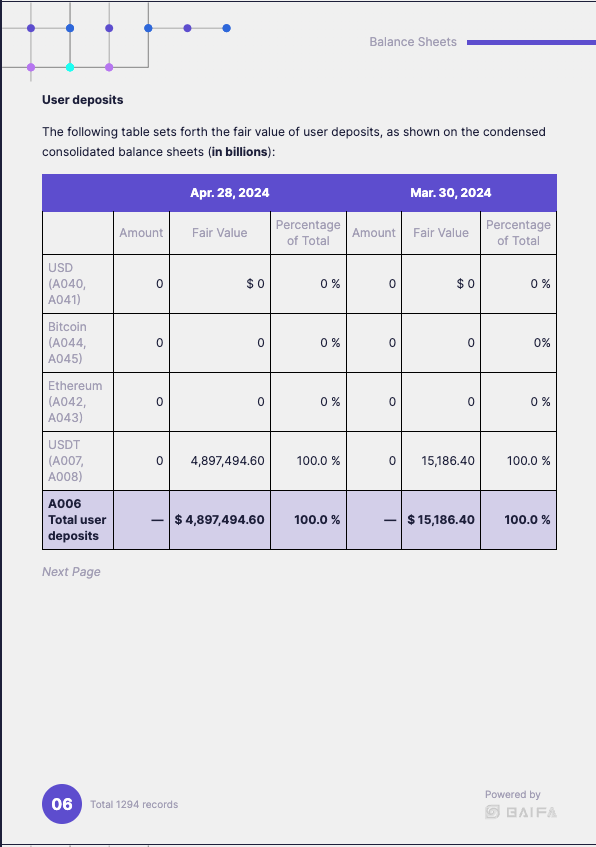 Balance Sheets
User deposits
The following table sets forth the fair value of user deposits, as shown on the condensed
consolidated balance sheets (in billions):
Apr. 28, 2024 Mar. 30, 2024
Amount Fair Value Percentage of Total Amount Fair Value Percentage of Total
USD (A040, A041) 0 $ 0 0 % 0 $ 0 0 %
Bitcoin (A044, A045) 0 0 0 % 0 0 0%
Ethereum (A042, A043) 0 0 0 % 0 0 0 %
USDT (A007, A008) 0 4,897,494.60 100.0 % 0 15,186.40 100.0 %
A006 Total user deposits — $ 4,897,494.60 100.0 % — $ 15,186.40 100.0 %
Next Page
06 Total 1294 records
Powered by
BAIFA